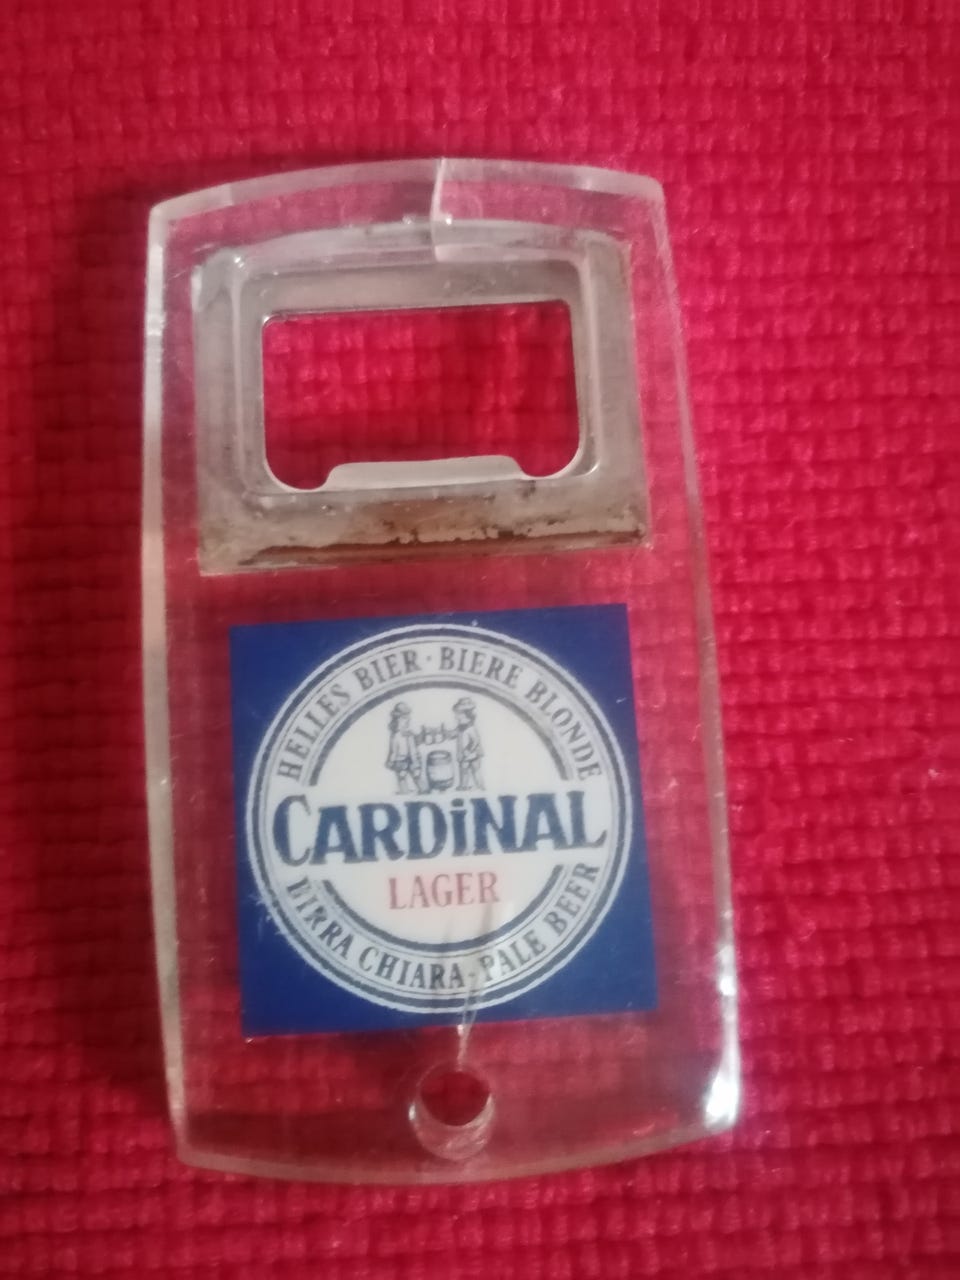 HELLES BIER · BIERE BLONDE
CARDiNAL
LAGER
BIRRA CHIARA · PALE BEER